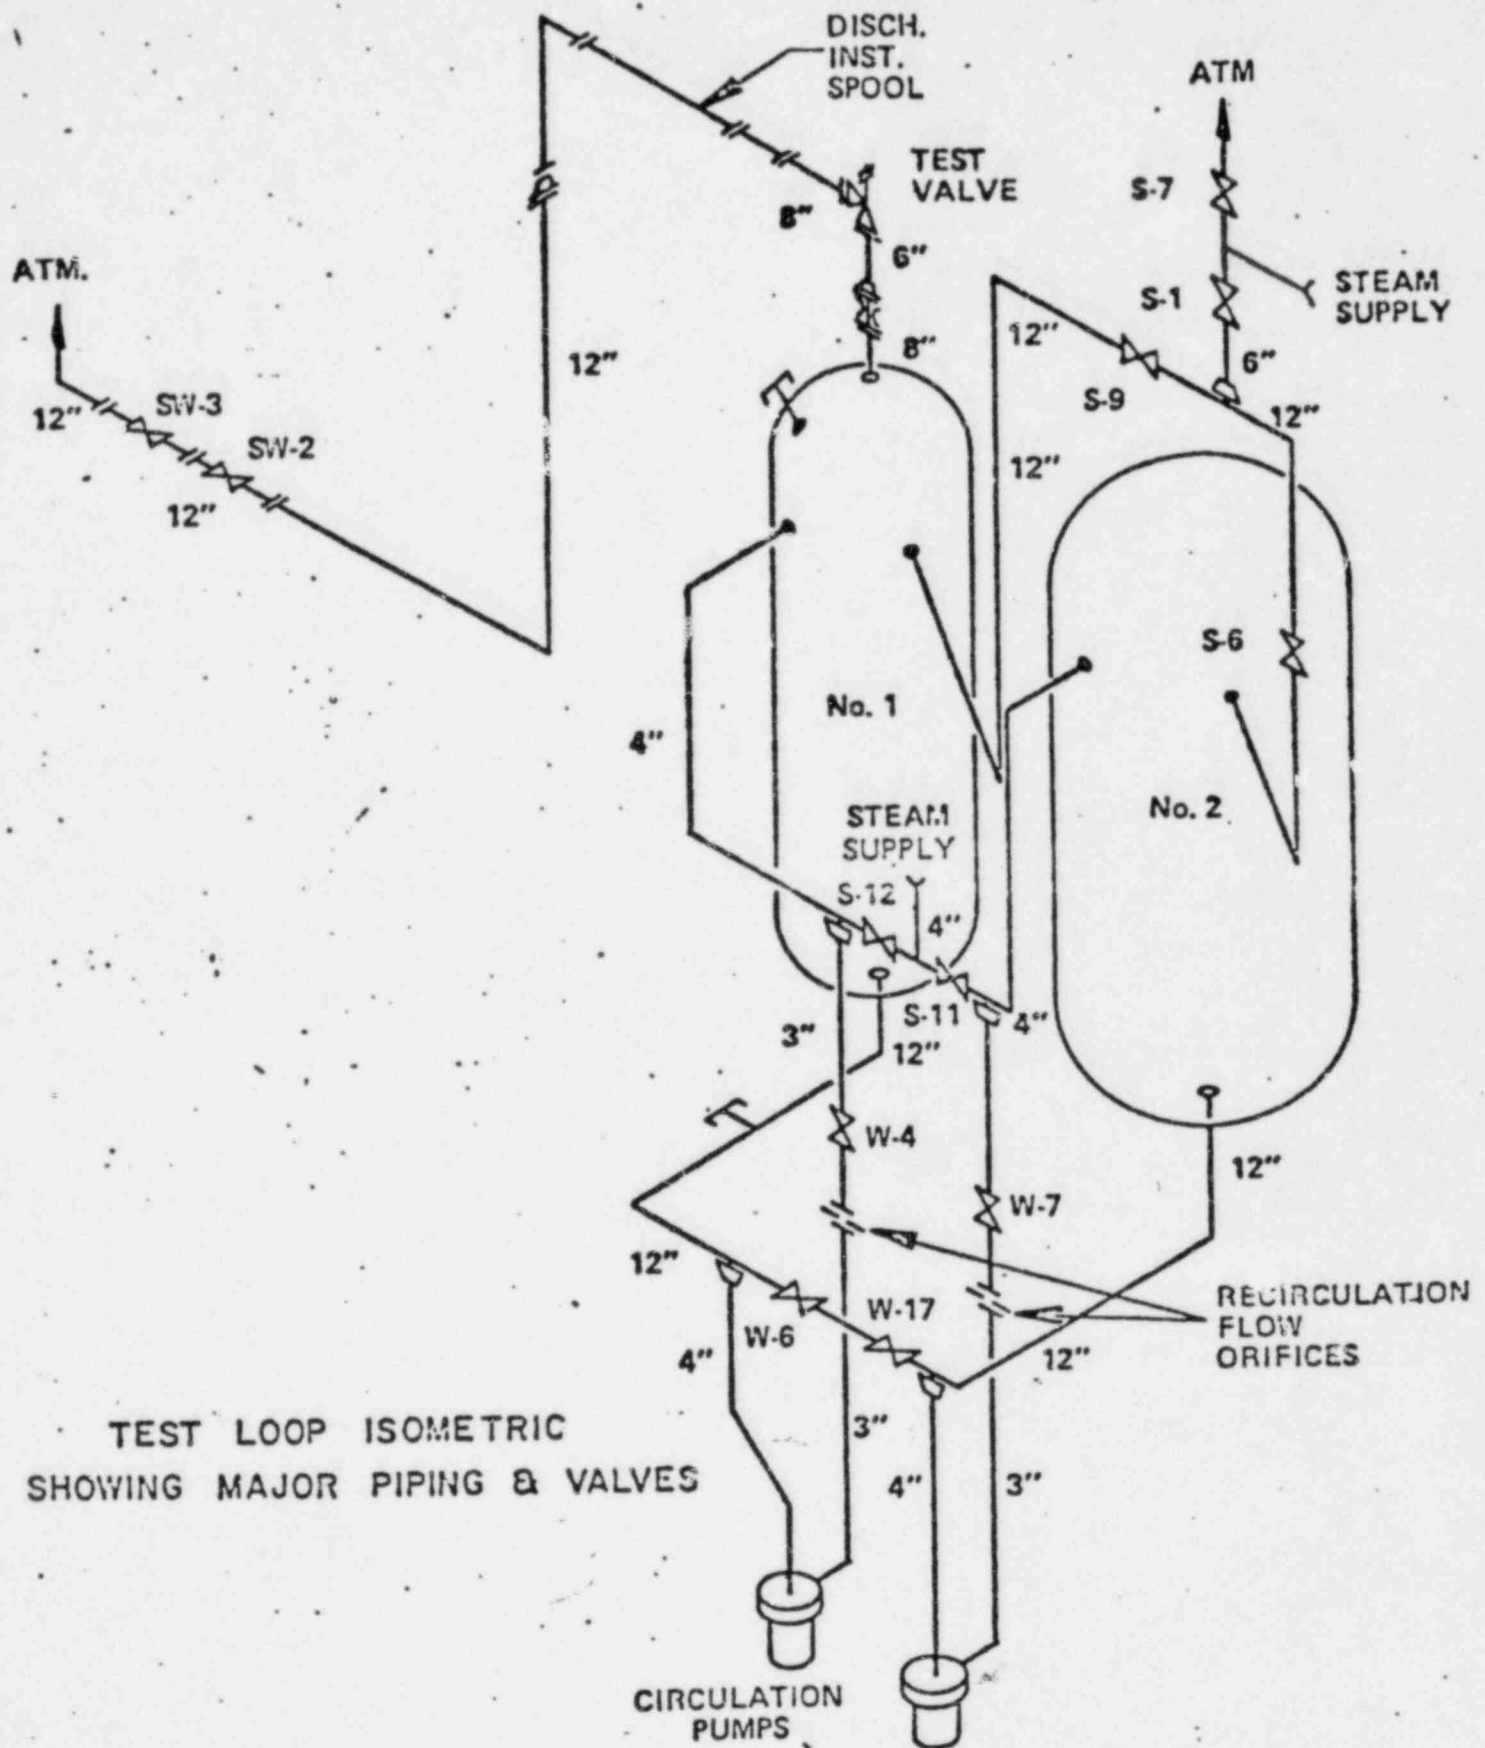 DISCH.
INST.
SPOOL
ATM
TEST
VALVE
S-7
8"
6"
STEAM
SUPPLY
ATM.
S-1
12"
8"
12"
6"
S-9
12"
12"
SW-3
SW-2
12"
12"
S-6
No. 1
4"
No. 2
STEAM
SUPPLY
S-12
4"
S-11
4"
3"
12"
W-4
12"
W-7
12"
W-17
W-6
RECIRCULATION
FLOW
ORIFICES
4"
12"
TEST LOOP ISOMETRIC
SHOWING MAJOR PIPING & VALVES
3"
4"
3"
CIRCULATION
PUMPS